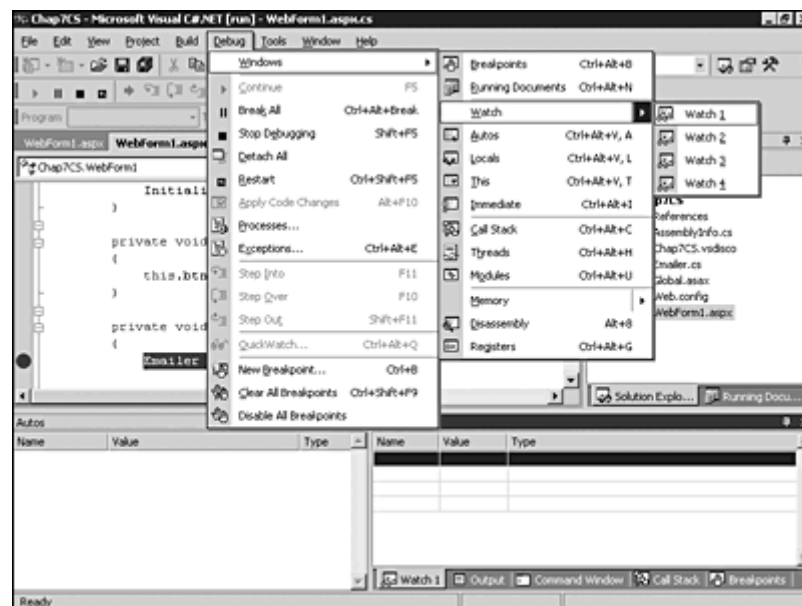 Chap7CS - Microsoft Visual C#.NET [run] - WebForm1.aspx.cs
File Edit View Project Build Debug Tools Window Help
Program
WebForm1.aspx WebForm1.aspx
Chap7CS.WebForm1
Initiali
}
private void
{
this.btn
}
private void
{
Emailer
Windows
Continue F5
Break All Ctrl+Alt+Break
Stop Debugging Shift+F5
Detach All
Restart Ctrl+Shift+F5
Apply Code Changes Alt+F10
Processes...
Exceptions... Ctrl+Alt+E
Step Into F11
Step Over F10
Step Out Shift+F11
QuickWatch... Ctrl+Alt+Q
New Breakpoint... Ctrl+B
Clear All Breakpoints Ctrl+Shift+F9
Disable All Breakpoints
Breakpoints Ctrl+Alt+B
Running Documents Ctrl+Alt+N
Watch
Autos Ctrl+Alt+V, A
Locals Ctrl+Alt+V, L
This Ctrl+Alt+V, T
Immediate Ctrl+Alt+I
Call Stack Ctrl+Alt+C
Threads Ctrl+Alt+H
Modules Ctrl+Alt+U
Memory
Disassembly Alt+8
Registers Ctrl+Alt+G
Watch 1
Watch 2
Watch 3
Watch 4
p7CS
References
AssemblyInfo.cs
Chap7CS.vsdisco
Emailer.cs
Global.asax
Web.config
WebForm1.aspx
Solution Explo... Running Docu...
Autos
Name Value Type
Name Value Type
Watch 1 Output Command Window Call Stack Breakpoints
Ready